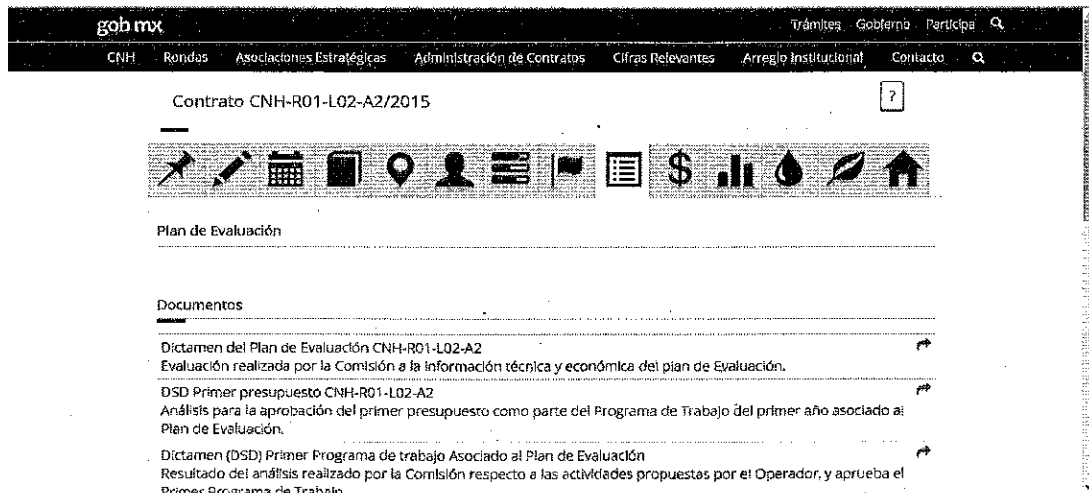 gob mx Trámites Gobierno Participa
CNH Rondas Asociaciones Estratégicas Administración de Contratos Cifras Relevantes Arreglo Institucional Contacto
Contrato CNH-R01-L02-A2/2015 ?
$
Plan de Evaluación
Documentos
Dictamen del Plan de Evaluación CNH-R01-L02-A2
Evaluación realizada por la Comisión a la información técnica y económica del plan de Evaluación.
DSD Primer presupuesto CNH-R01-L02-A2
Análisis para la aprobación del primer presupuesto como parte del Programa de Trabajo del primer año asociado al
Plan de Evaluación.
Dictamen (DSD) Primer Programa de trabajo Asociado al Plan de Evaluación
Resultado del análisis realizado por la Comisión respecto a las actividades propuestas por el Operador, y aprueba el
Primer Programa de Trabajo